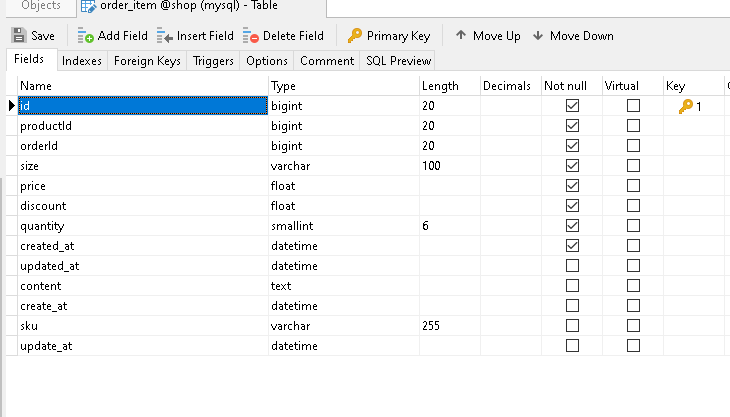 Objects order_item @shop (mysql) - Table
Save Add Field Insert Field Delete Field Primary Key Move Up Move Down
Fields Indexes Foreign Keys Triggers Options Comment SQL Preview
Name Type Length Decimals Not null Virtual Key
id bigint 20 1
productId bigint 20
orderId bigint 20
size varchar 100
price float
discount float
quantity smallint 6
created_at datetime
updated_at datetime
content text
create_at datetime
sku varchar 255
update_at datetime